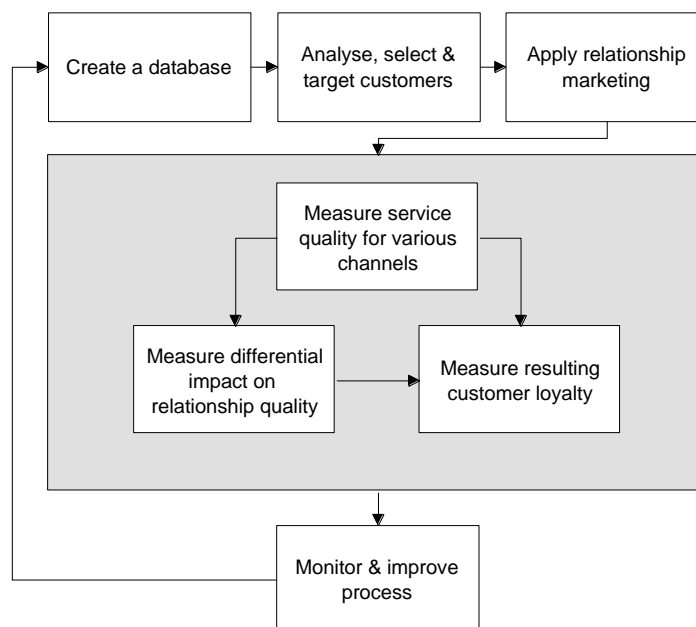 Create a database
Analyse, select &
target customers
Apply relationship
marketing
Measure service
quality for various
channels
Measure differential
impact on
relationship quality
Measure resulting
customer loyalty
Monitor & improve
process